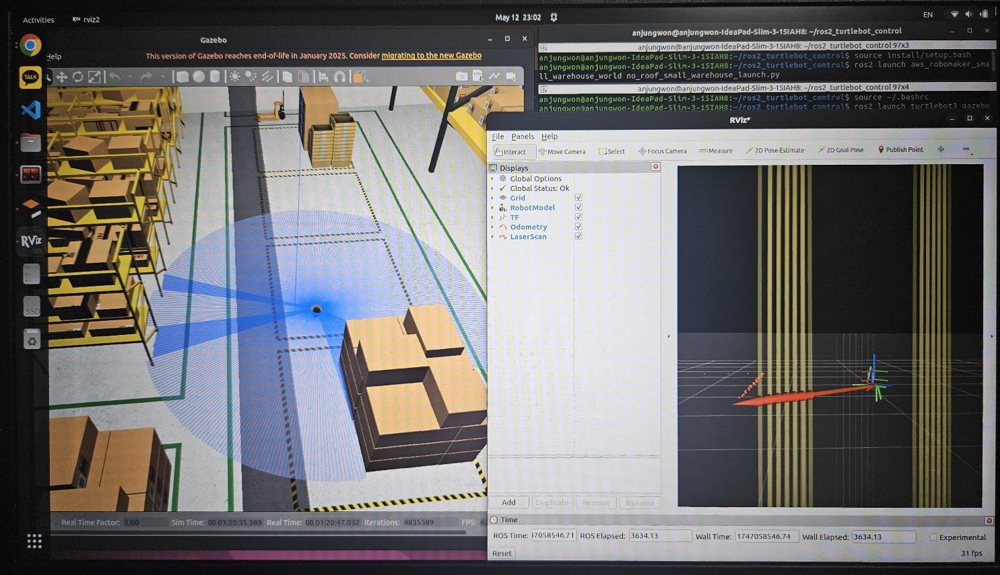 Activities
rviz2
May 12 23:02
EN
Gazebo
Help
This version of Gazebo reaches end-of-life in January 2025. Consider migrating to the new Gazebo
TALK
LOG
RViz
SSD
Real Time Factor: 1.00
Sim Time: 00 01:20:35.589
Real Time: 00 01:20:47.032
Iterations: 4835589
FPS: 62
anjungwon@anjungwon-IdeaPad-Slim-3-15IAH8: ~/ros2_turtlebot_control
anjungwon@anjungwon-IdeaPad-Slim-3-15IAH8: ~/ros2_turtlebot_control 97x3
anjungwon@anjungwon-IdeaPad-Slim-3-15IAH8:~/ros2_turtlebot_control$ source install/setup.bash
anjungwon@anjungwon-IdeaPad-Slim-3-15IAH8:~/ros2_turtlebot_control$ ros2 launch aws_robomaker_sma
ll_warehouse_world no_roof_small_warehouse_launch.py
anjungwon@anjungwon-IdeaPad-Slim-3-15IAH8: ~/ros2_turtlebot_control 97x4
anjungwon@anjungwon-IdeaPad-Slim-3-15IAH8:~/ros2_turtlebot_control$ source ~/.bashrc
anjungwon@anjungwon-IdeaPad-Slim-3-15IAH8:~/ros2_turtlebot_control$ ros2 launch turtlebot3_gazebo
RViz*
File Panels Help
Interact Move Camera Select Focus Camera Measure 2D Pose Estimate 2D Goal Pose Publish Point
Displays
Global Options
Global Status: Ok
Grid
RobotModel
TF
Odometry
LaserScan
Add Duplicate Remove Rename
Time
ROS Time: 47058546.71 ROS Elapsed: 3634.13 Wall Time: 1747058546.74 Wall Elapsed: 3634.13 Experimental
Reset
31 fps